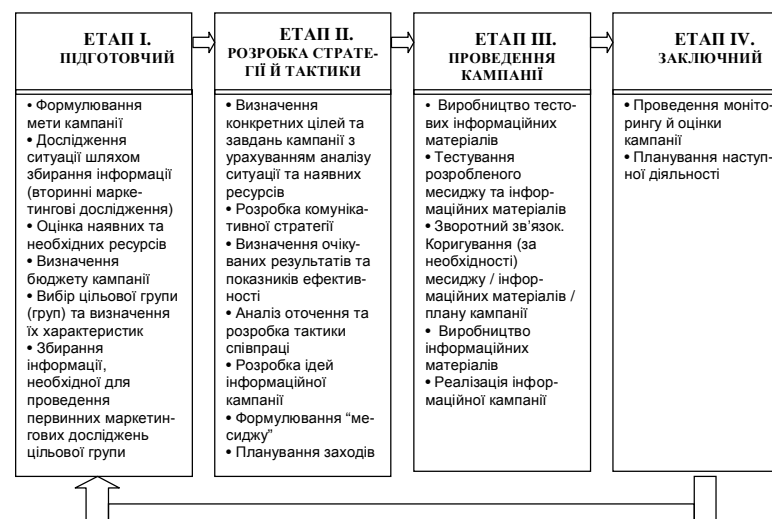 ЕТАП I.
ПІДГОТОВЧИЙ
• Формулювання
мети кампанії
• Дослідження
ситуації шляхом
збирання інформації
(вторинні марке-
тингові дослідження)
• Оцінка наявних та
необхідних ресурсів
• Визначення
бюджету кампанії
• Вибір цільової групи
(груп) та визначення
їх характеристик
• Збирання
інформації,
необхідної для
проведення
первинних маркетин-
гових досліджень
цільової групи
ЕТАП II.
РОЗРОБКА СТРАТЕ-
ГІЇ Й ТАКТИКИ
• Визначення
конкретних цілей та
завдань кампанії з
урахуванням аналізу
ситуації та наявних
ресурсів
• Розробка комуніка-
тивної стратегії
• Визначення очіку-
ваних результатів та
показників ефектив-
ності
• Аналіз оточення та
розробка тактики
співпраці
• Розробка ідей
інформаційної
кампанії
• Формулювання “ме-
сиджу”
• Планування заходів
ЕТАП III.
ПРОВЕДЕННЯ
КАМПАНІЇ
• Виробництво тесто-
вих інформаційних
матеріалів
• Тестування
розробленого
месиджу та інфор-
маційних матеріалів
• Зворотний зв’язок.
Коригування (за
необхідності)
месиджу / інфор-
маційних матеріалів /
плану кампанії
• Виробництво
інформаційних
матеріалів
• Реалізація інфор-
маційної кампанії
ЕТАП IV.
ЗАКЛЮЧНИЙ
• Проведення моніто-
рингу й оцінки
кампанії
• Планування наступ-
ної діяльності